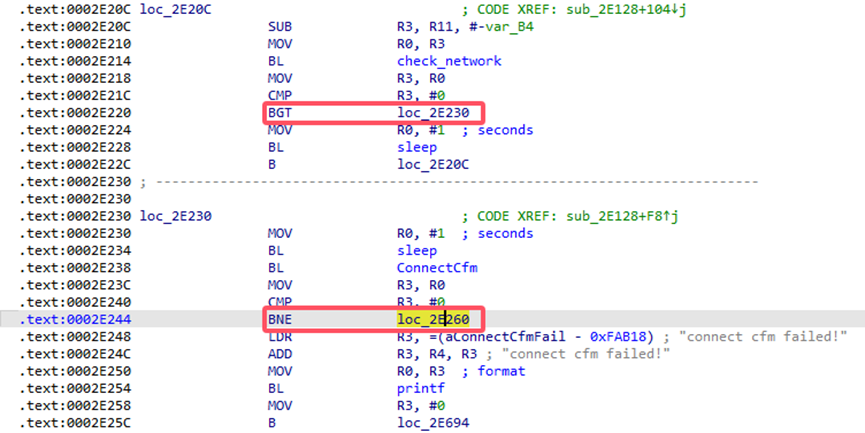 .text:0002E20C loc_2E20C ; CODE XREF: sub_2E128+104↓j
.text:0002E20C SUB R3, R11, #-var_B4
.text:0002E210 MOV R0, R3
.text:0002E214 BL check_network
.text:0002E218 MOV R3, R0
.text:0002E21C CMP R3, #0
.text:0002E220 BGT loc_2E230
.text:0002E224 MOV R0, #1 ; seconds
.text:0002E228 BL sleep
.text:0002E22C B loc_2E20C
.text:0002E230 ; ---------------------------------------------------------------------------
.text:0002E230
.text:0002E230 loc_2E230 ; CODE XREF: sub_2E128+F8↑j
.text:0002E230 MOV R0, #1 ; seconds
.text:0002E234 BL sleep
.text:0002E238 BL ConnectCfm
.text:0002E23C MOV R3, R0
.text:0002E240 CMP R3, #0
.text:0002E244 BNE loc_2E260
.text:0002E248 LDR R3, =(aConnectCfmFail - 0xFAB18) ; "connect cfm failed!"
.text:0002E24C ADD R3, R4, R3 ; "connect cfm failed!"
.text:0002E250 MOV R0, R3 ; format
.text:0002E254 BL printf
.text:0002E258 MOV R3, #0
.text:0002E25C B loc_2E694